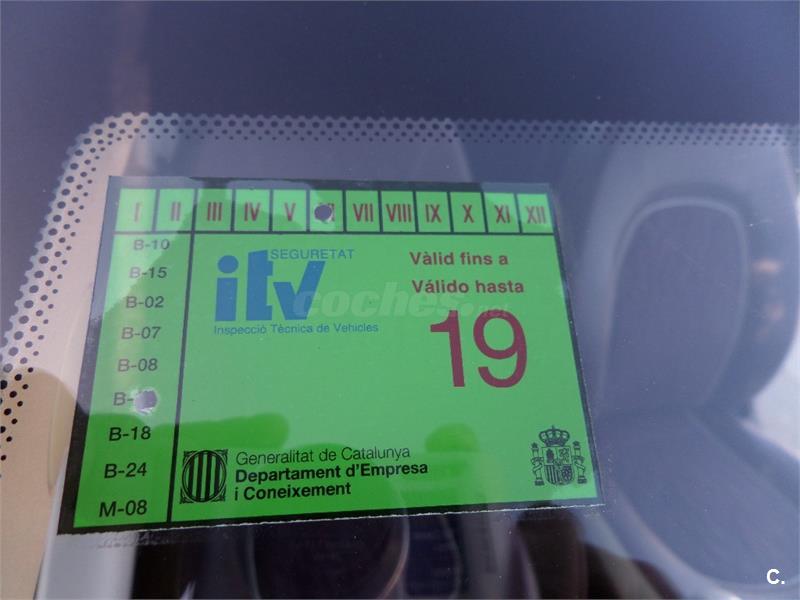 I II III IV V VII VIII IX X XI XII
B-10
B-15
B-02
B-07
B-08
B-18
B-24
M-08
SEGURETAT
itv
Inspecció Tècnica de Vehicles
Vàlid fins a
Válido hasta
19
coches.net
Generalitat de Catalunya
Departament d'Empresa
i Coneixement
C.